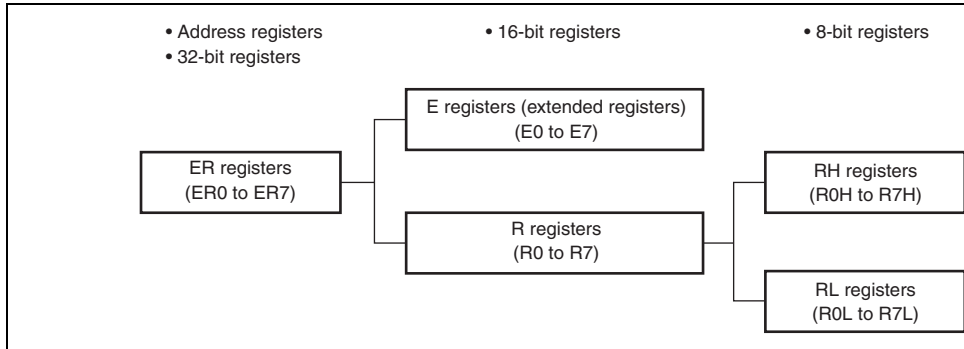 • Address registers
• 32-bit registers
• 16-bit registers
• 8-bit registers
E registers (extended registers)
(E0 to E7)
ER registers
(ER0 to ER7)
RH registers
(R0H to R7H)
R registers
(R0 to R7)
RL registers
(R0L to R7L)